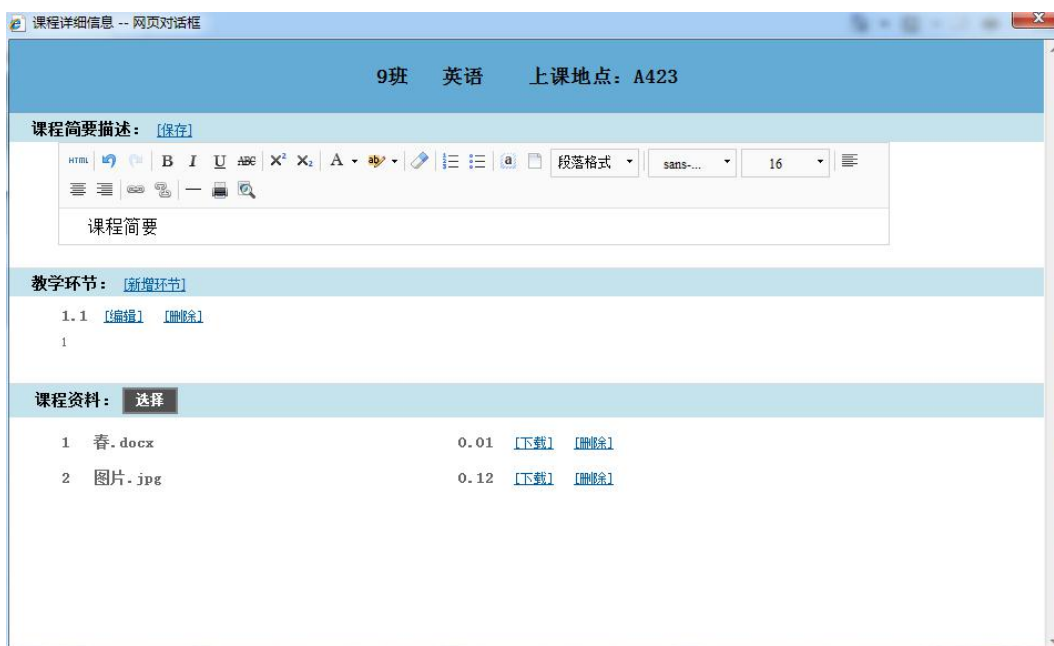 课程详细信息 -- 网页对话框
9班 英语 上课地点: A423
课程简要描述: [保存]
HTML B I U ABC X² X₂ A ab a 段落格式 sans-... 16
课程简要
教学环节: [新增环节]
1.1 [编辑] [删除]
1
课程资料: 选择
1 春.docx 0.01 [下载] [删除]
2 图片.jpg 0.12 [下载] [删除]